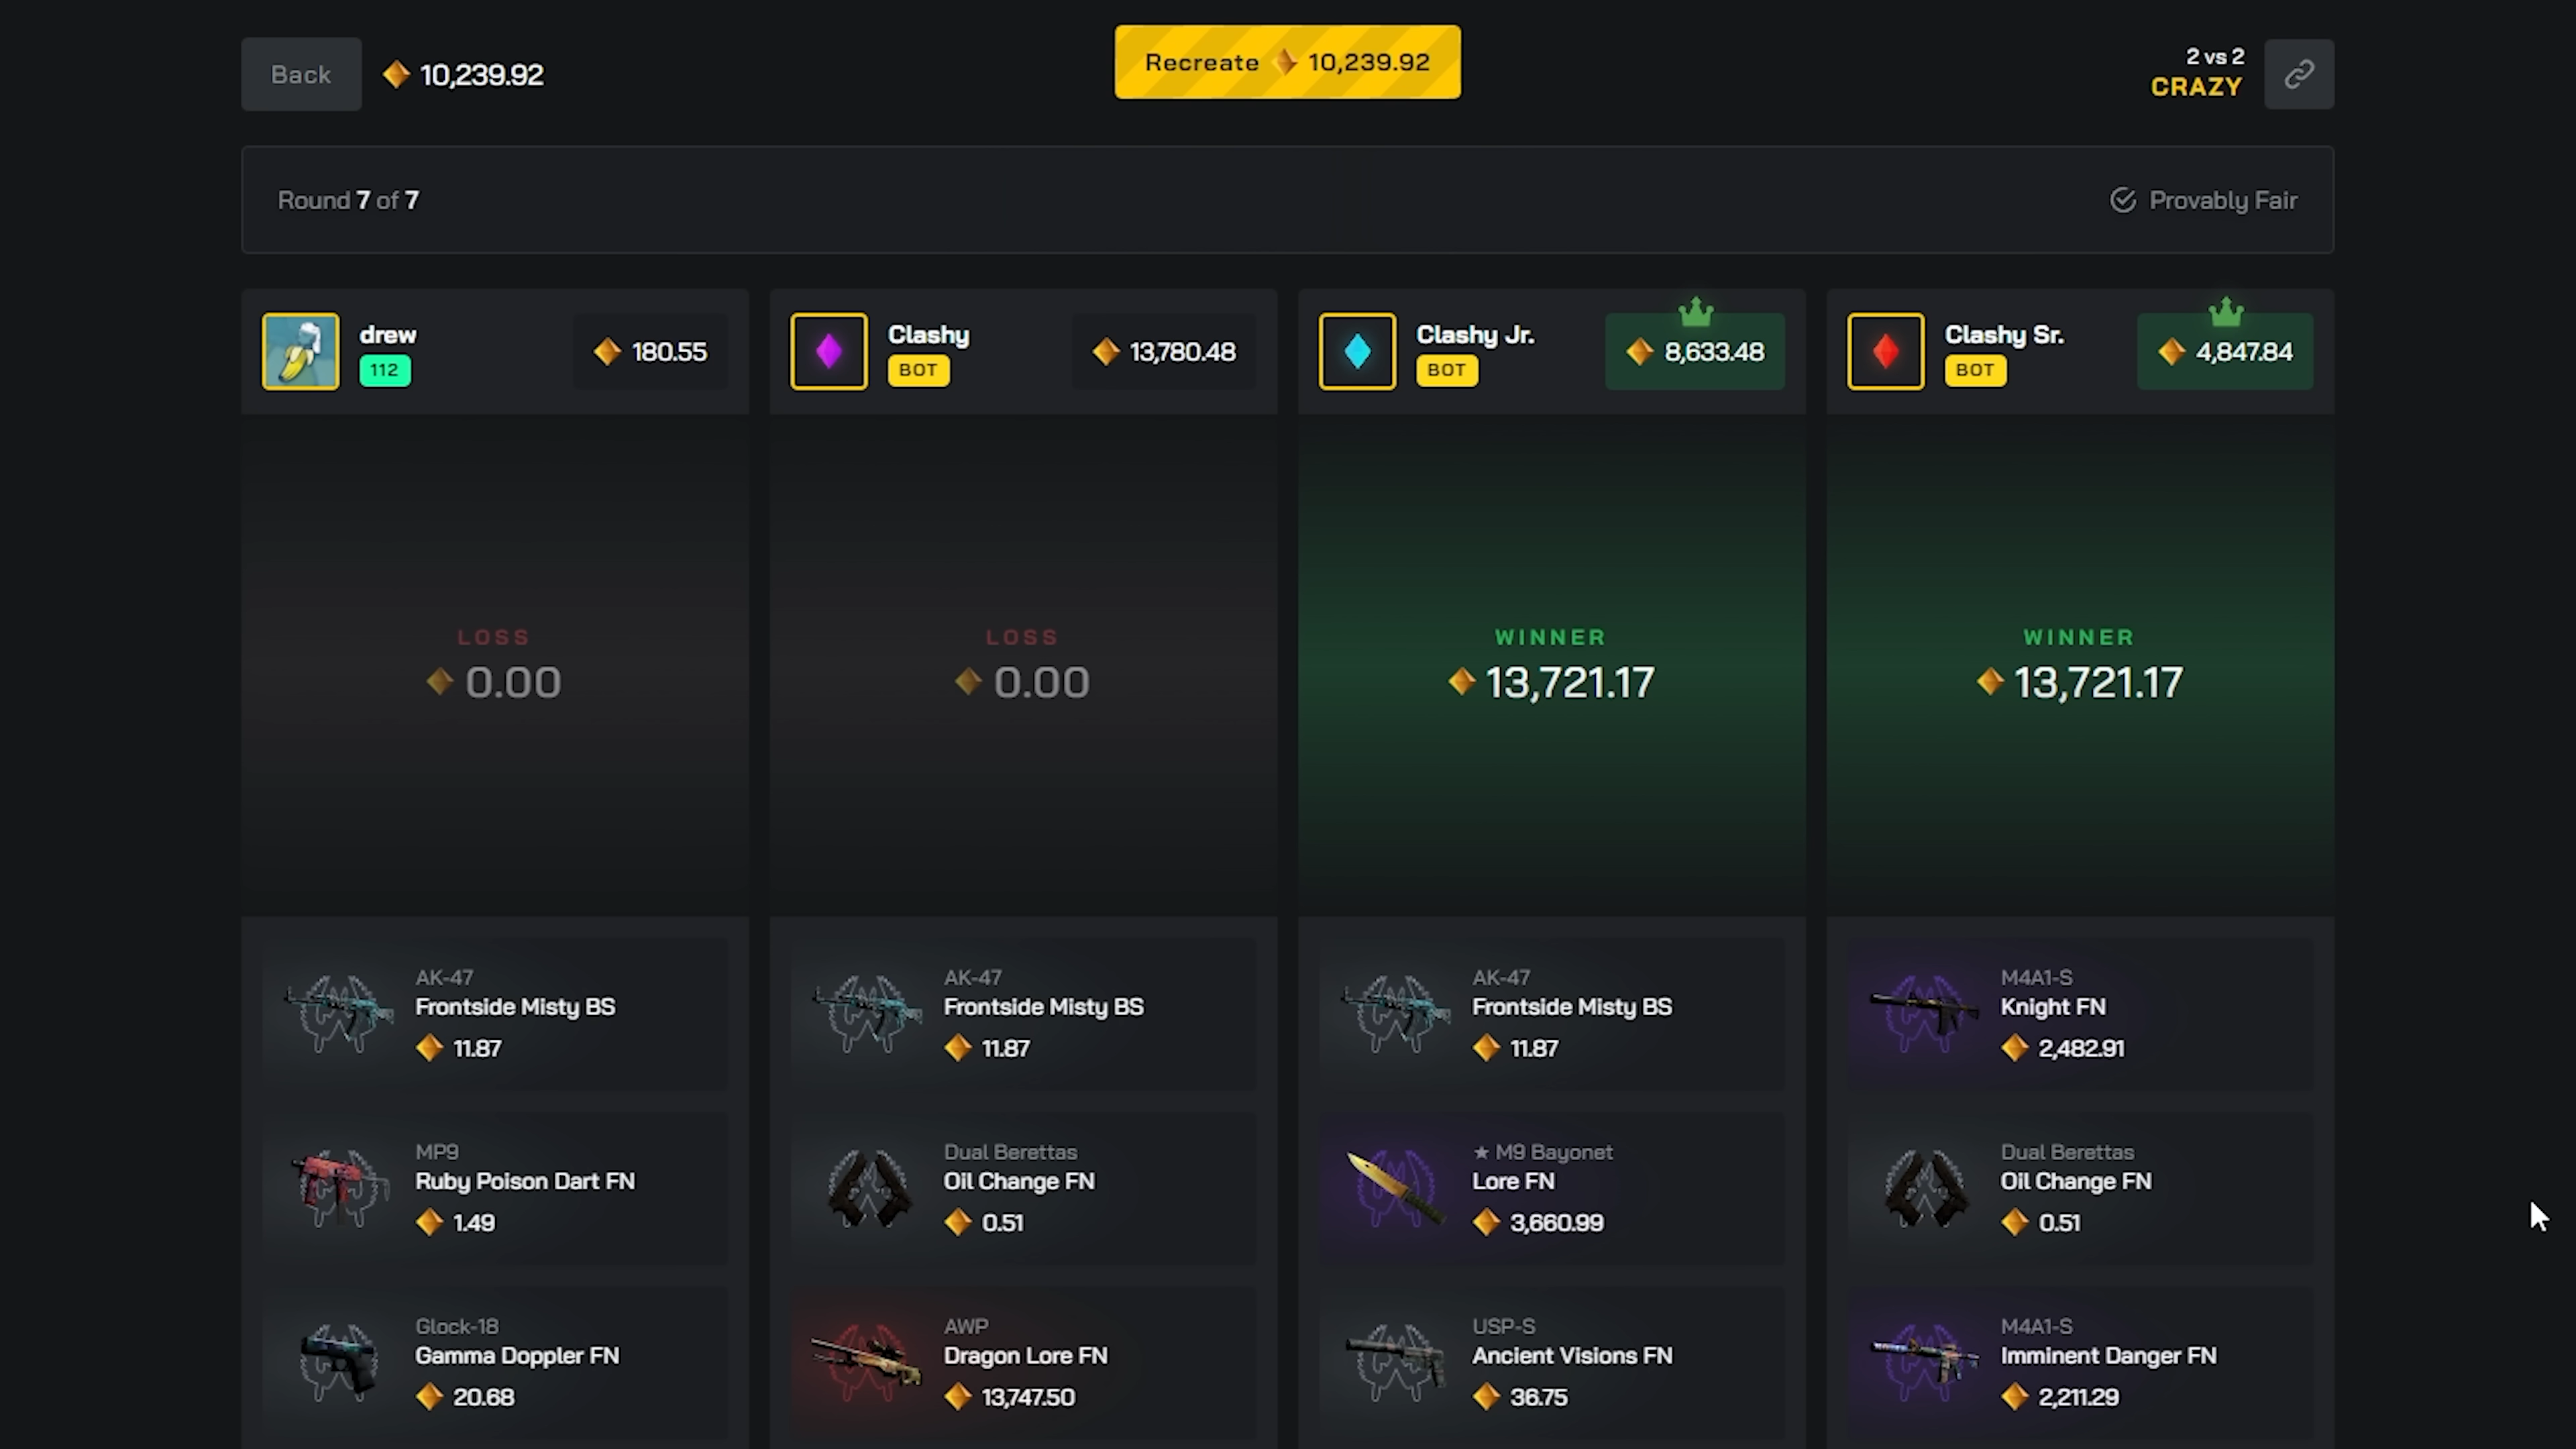 Back
10,239.92
Recreate 10,239.92
2 vs 2
CRAZY
Round 7 of 7
Provably Fair
drew
112
180.55
Clashy
BOT
13,780.48
Clashy Jr.
BOT
8,633.48
Clashy Sr.
BOT
4,847.84
LOSS
0.00
LOSS
0.00
WINNER
13,721.17
WINNER
13,721.17
AK-47
Frontside Misty BS
11.87
AK-47
Frontside Misty BS
11.87
AK-47
Frontside Misty BS
11.87
M4A1-S
Knight FN
2,482.91
MP9
Ruby Poison Dart FN
1.49
Dual Berettas
Oil Change FN
0.51
★ M9 Bayonet
Lore FN
3,660.99
Dual Berettas
Oil Change FN
0.51
Glock-18
Gamma Doppler FN
20.68
AWP
Dragon Lore FN
13,747.50
USP-S
Ancient Visions FN
36.75
M4A1-S
Imminent Danger FN
2,211.29